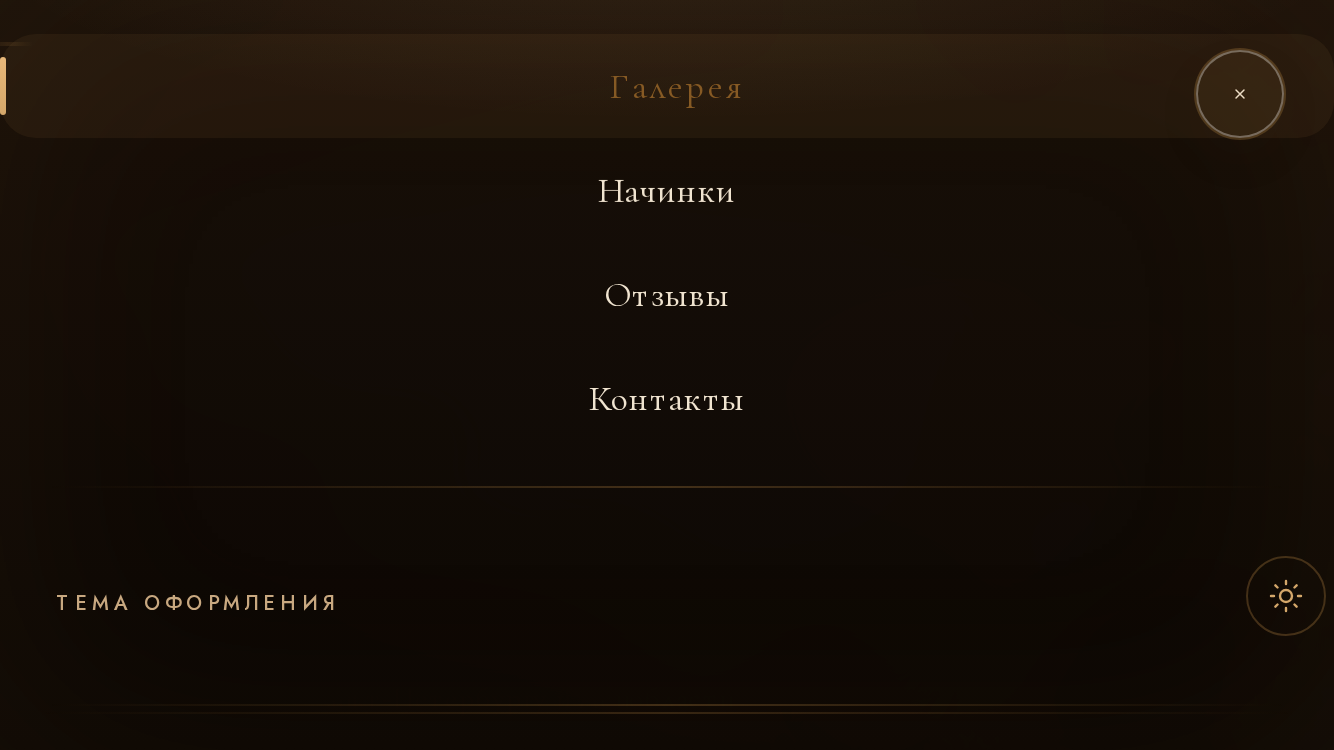 Галерея
×
Начинки
Отзывы
Контакты
ТЕМА ОФОРМЛЕНИЯ